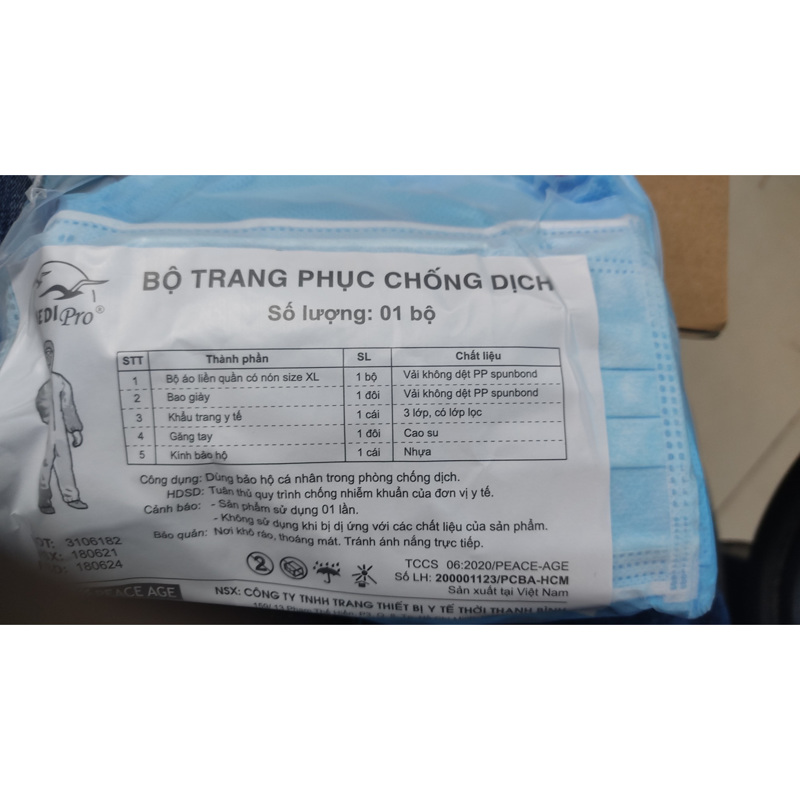 BỘ TRANG PHỤC CHỐNG DỊCH
EDI Pro®
Số lượng: 01 bộ
STT Thành phần SL Chất liệu
1 Bộ áo liền quần có nón size XL 1 bộ Vải không dệt PP spunbond
2 Bao giày 1 đôi Vải không dệt PP spunbond
3 Khẩu trang y tế 1 cái 3 lớp, có lớp lọc
4 Găng tay 1 đôi Cao su
5 Kính bảo hộ 1 cái Nhựa
Công dụng: Dùng bảo hộ cá nhân trong phòng chống dịch.
HDSD: Tuân thủ quy trình chống nhiễm khuẩn của đơn vị y tế.
Cảnh báo: - Sản phẩm sử dụng 01 lần.
- Không sử dụng khi bị dị ứng với các chất liệu của sản phẩm.
Bảo quản: Nơi khô ráo, thoáng mát. Tránh ánh nắng trực tiếp.
OT: 3106182
X: 180621
180624
2
TCCS 06:2020/PEACE-AGE
Số LH: 200001123/PCBA-HCM
Sản xuất tại Việt Nam
PEACE AGE
NSX: CÔNG TY TNHH TRANG THIẾT BỊ Y TẾ THỜI THANH BÌNH